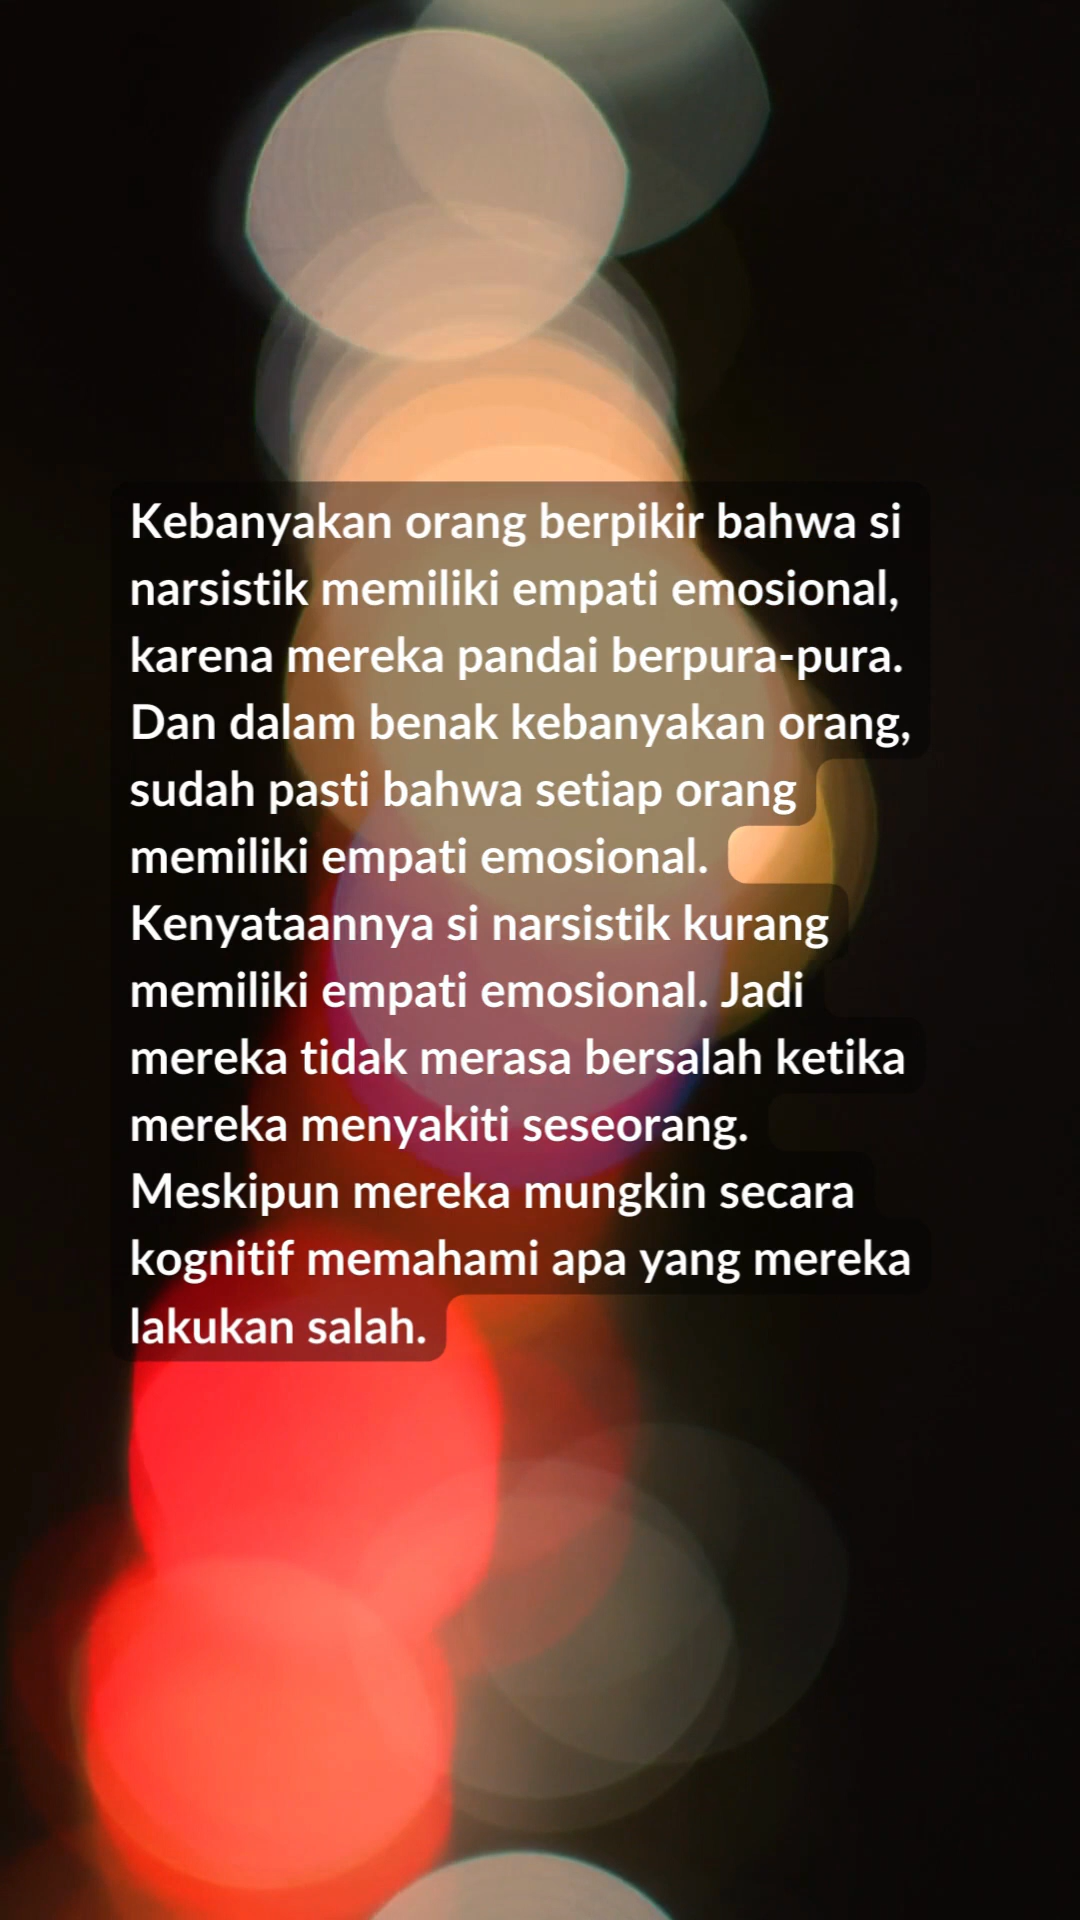 Kebanyakan orang berpikir bahwa si
narsistik memiliki empati emosional,
karena mereka pandai berpura-pura.
Dan dalam benak kebanyakan orang,
sudah pasti bahwa setiap orang
memiliki empati emosional.
Kenyataannya si narsistik kurang
memiliki empati emosional. Jadi
mereka tidak merasa bersalah ketika
mereka menyakiti seseorang.
Meskipun mereka mungkin secara
kognitif memahami apa yang mereka
lakukan salah.